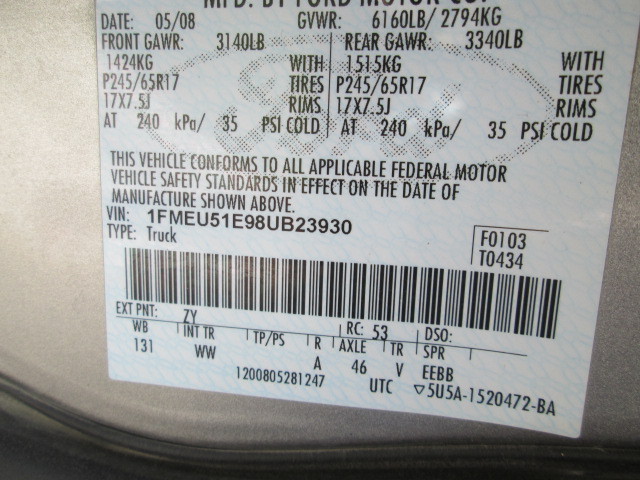 MFD. BY FORD MOTOR CO.
DATE: 05/08 GVWR: 6160LB/ 2794KG
FRONT GAWR: 3140LB REAR GAWR: 3340LB
1424KG WITH 1515KG WITH
P245/65R17 TIRES P245/65R17 TIRES
17X7.5J RIMS 17X7.5J RIMS
AT 240 kPa/ 35 PSI COLD AT 240 kPa/ 35 PSI COLD
THIS VEHICLE CONFORMS TO ALL APPLICABLE FEDERAL MOTOR
VEHICLE SAFETY STANDARDS IN EFFECT ON THE DATE OF
MANUFACTURE SHOWN ABOVE.
VIN: 1FMEU51E98UB23930
TYPE: Truck
F0103
T0434
EXT PNT: ZY RC: 53 DSO:
WB INT TR TP/PS R AXLE TR SPR
131 WW A 46 V EEBB
1200805281247 UTC ▽5U5A-1520472-BA